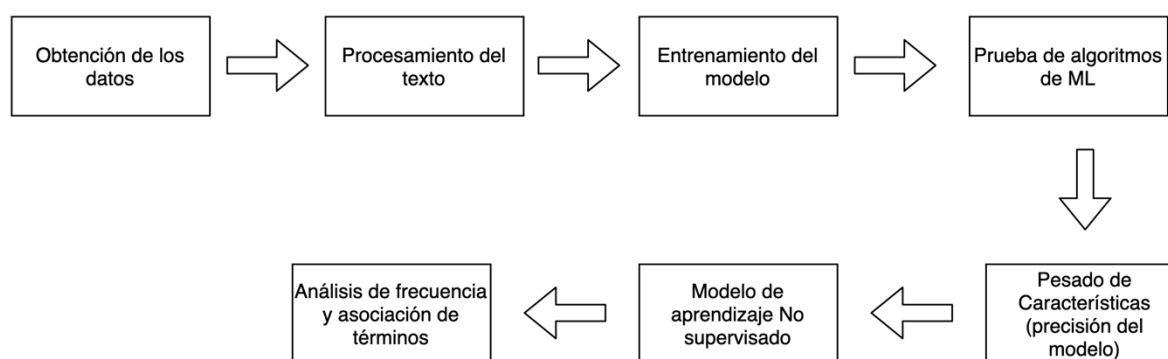 Obtención de los
datos
Procesamiento del
texto
Entrenamiento del
modelo
Prueba de algoritmos
de ML
Pesado de
Características
(precisión del
modelo)
Modelo de
aprendizaje No
supervisado
Análisis de frecuencia
y asociación de
términos